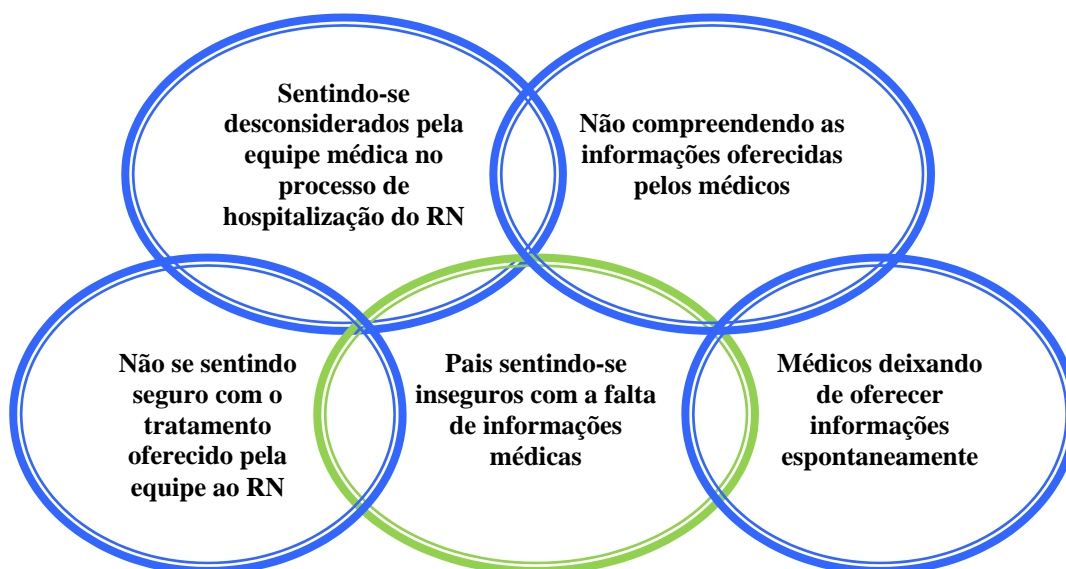 Sentindo-se
desconsiderados pela
equipe médica no
processo de
hospitalização do RN
Não compreendendo as
informações oferecidas
pelos médicos
Não se sentindo
seguro com o
tratamento
oferecido pela
equipe ao RN
Pais sentindo-se
inseguros com a falta
de informações
médicas
Médicos deixando
de oferecer
informações
espontaneamente